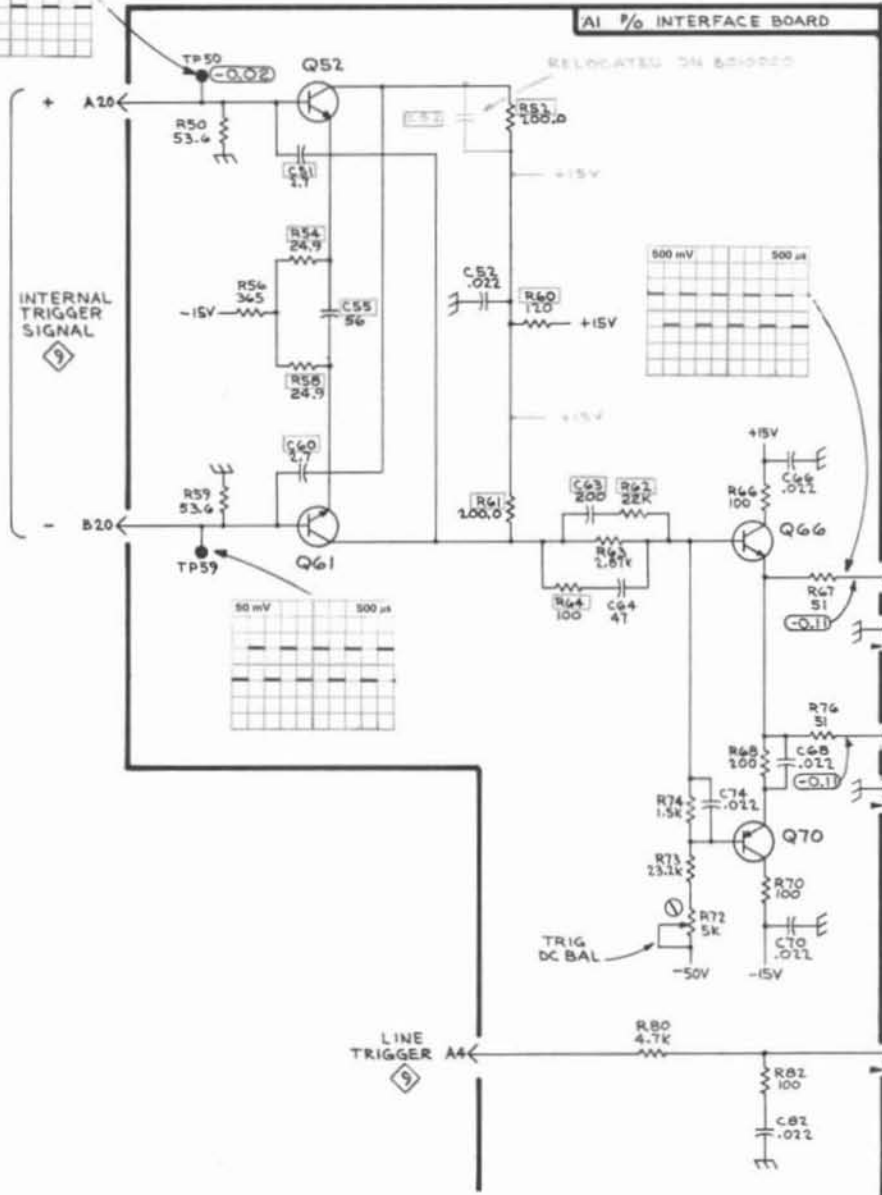 A1 P/O INTERFACE BOARD
TP50
-0.02
Q52
RELOCATED SN B010000
+ A20
R50
53.6
C52
R52
200.0
C51
2.7
+15V
R54
24.9
500 mV 500 µs
C52
.022
R60
120
+15V
R56
365
-15V
C55
56
INTERNAL
TRIGGER
SIGNAL
9
R58
24.9
+15V
C60
2.7
+15V
R59
53.6
C66
.022
R66
100
R61
200.0
C63
200
R62
22K
- B20
Q66
TP59
Q61
R63
2.87K
R64
100
C64
47
R67
51
-0.11
50 mV 500 µs
R76
51
R68
200
C68
.022
-0.11
R74
1.5K
C74
.022
Q70
R73
23.2K
R70
100
R72
5K
TRIG
DC BAL
C70
.022
-50V
-15V
LINE
TRIGGER A4
9
R80
4.7K
R82
100
C82
.022